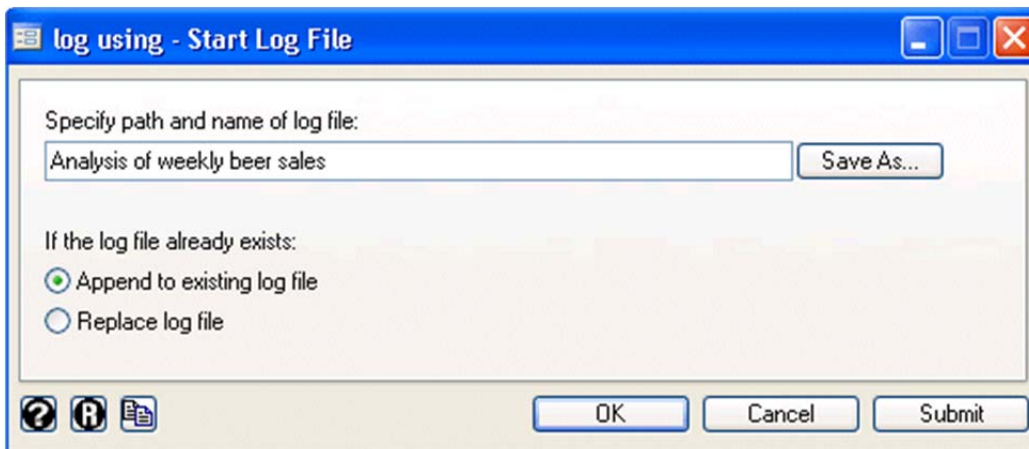 log using - Start Log File
Specify path and name of log file:
Analysis of weekly beer sales
Save As...
If the log file already exists:
Append to existing log file
Replace log file
? R
OK Cancel Submit